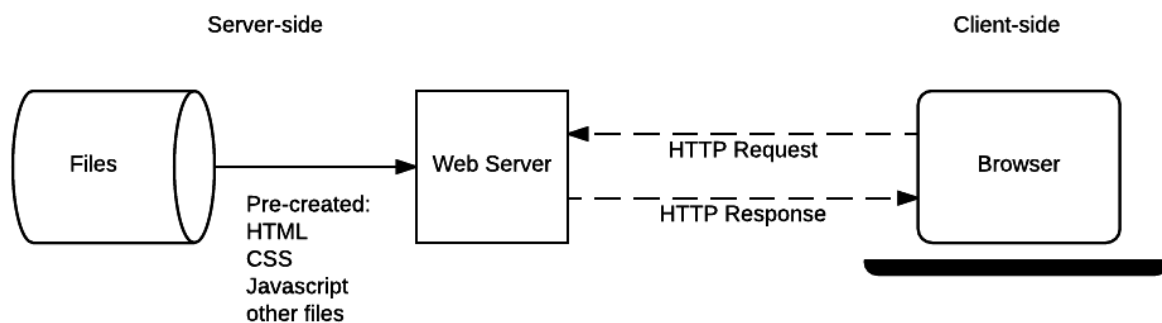 Server-side
Client-side
Files
Web Server
HTTP Request
Browser
HTTP Response
Pre-created:
HTML
CSS
Javascript
other files